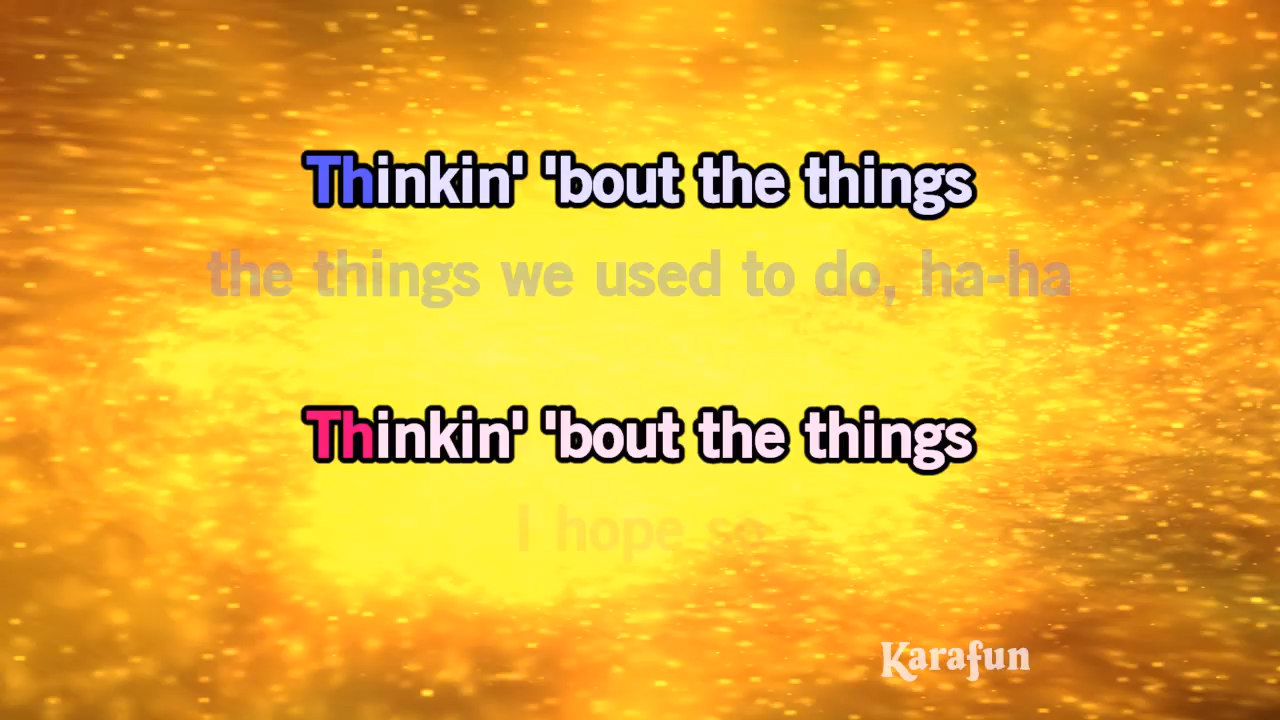 Thinkin' 'bout the things
the things we used to do, ha-ha
Thinkin' 'bout the things
I hope so
Karafun